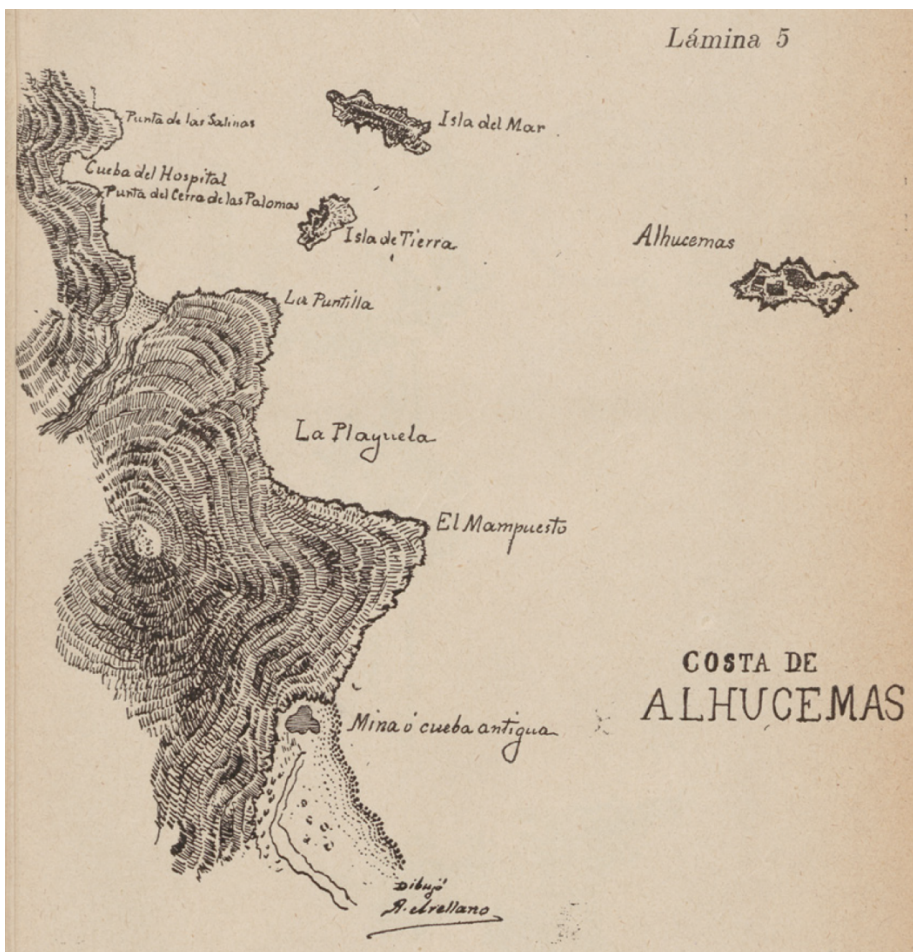 Lámina 5
Punta de las Salinas
Isla del Mar
Cueba del Hospital
Punta del Cerra de las Palomas
Isla de Tierra
Alhucemas
La Puntilla
La Playuela
El Mampuesto
COSTA DE
ALHUCEMAS
Mina ó cueba antigua
Dibujó
A. Arellano